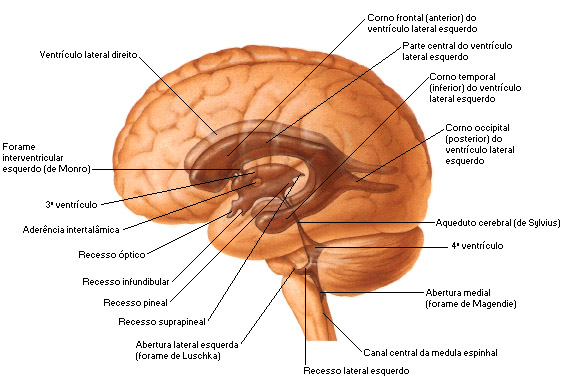 Corno frontal (anterior) do
ventrículo lateral esquerdo
Ventrículo lateral direito
Parte central do ventrículo
lateral esquerdo
Corno temporal
(inferior) do ventrículo
lateral esquerdo
Corno occipital
(posterior) do
ventrículo lateral
esquerdo
Forame
interventricular
esquerdo (de Monro)
3º ventrículo
Aderência intertalâmica
Recesso óptico
Recesso infundibular
Recesso pineal
Recesso suprapineal
Abertura lateral esquerda
(forame de Luschka)
Aqueduto cerebral (de Sylvius)
4º ventrículo
Abertura medial
(forame de Magendie)
Canal central da medula espinhal
Recesso lateral esquerdo